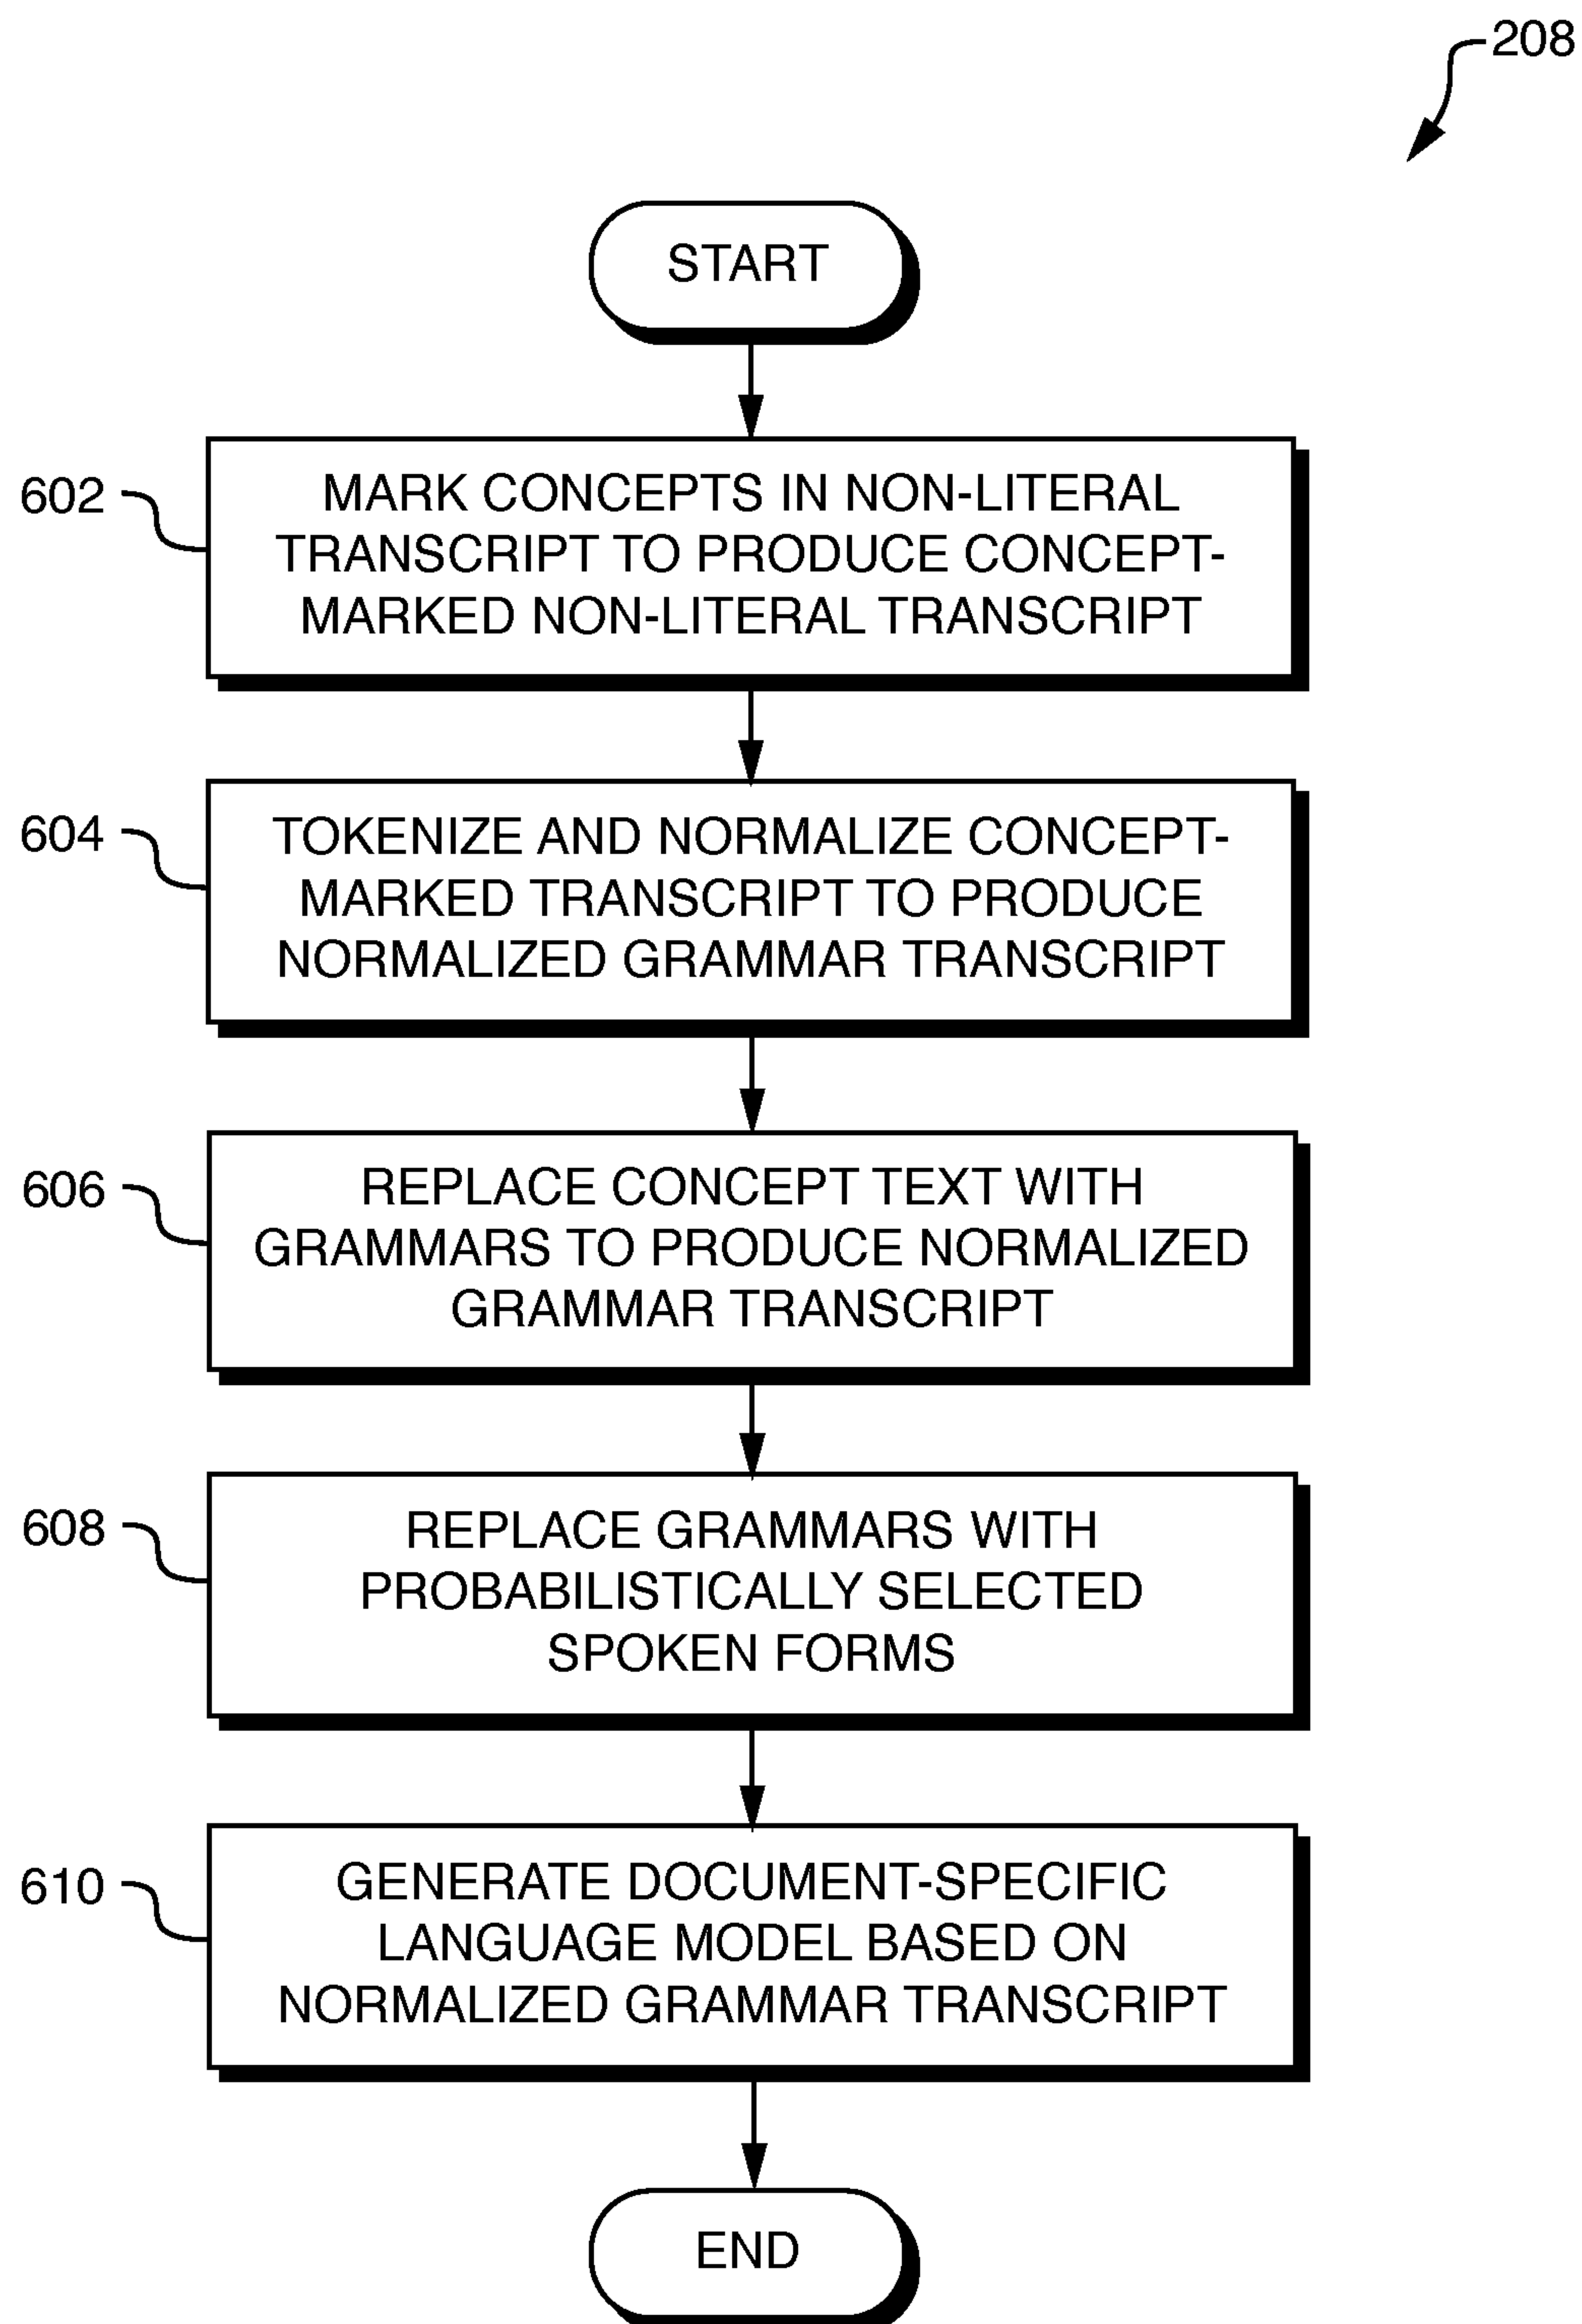 208
START
602
MARK CONCEPTS IN NON-LITERAL
TRANSCRIPT TO PRODUCE CONCEPT-
MARKED NON-LITERAL TRANSCRIPT
604
TOKENIZE AND NORMALIZE CONCEPT-
MARKED TRANSCRIPT TO PRODUCE
NORMALIZED GRAMMAR TRANSCRIPT
606
REPLACE CONCEPT TEXT WITH
GRAMMARS TO PRODUCE NORMALIZED
GRAMMAR TRANSCRIPT
608
REPLACE GRAMMARS WITH
PROBABILISTICALLY SELECTED
SPOKEN FORMS
610
GENERATE DOCUMENT-SPECIFIC
LANGUAGE MODEL BASED ON
NORMALIZED GRAMMAR TRANSCRIPT
END